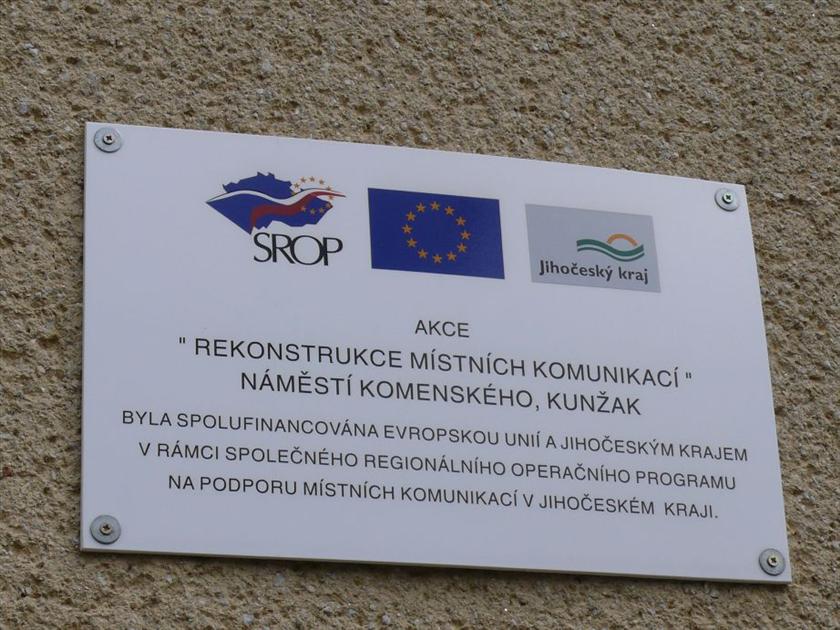 SROP
Jihočeský kraj
AKCE
" REKONSTRUKCE MÍSTNÍCH KOMUNIKACÍ "
NÁMĚSTÍ KOMENSKÉHO, KUNŽAK
BYLA SPOLUFINANCOVÁNA EVROPSKOU UNIÍ A JIHOČESKÝM KRAJEM
V RÁMCI SPOLEČNÉHO REGIONÁLNÍHO OPERAČNÍHO PROGRAMU
NA PODPORU MÍSTNÍCH KOMUNIKACÍ V JIHOČESKÉM KRAJI.